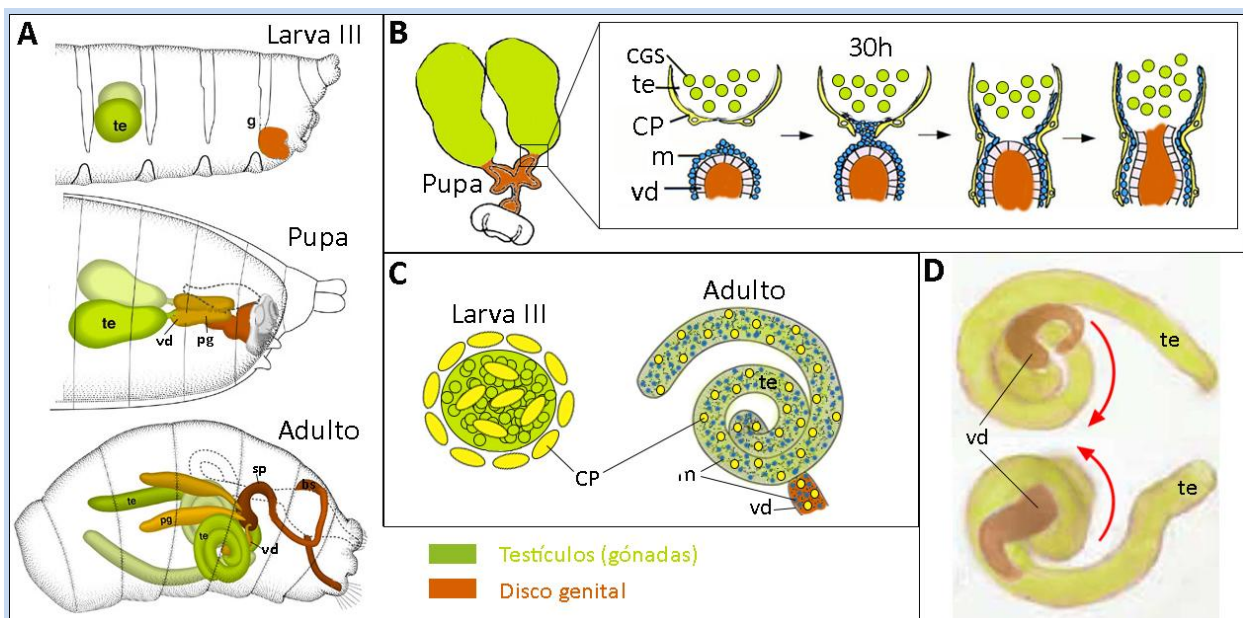 A
Larva III
te
g
Pupa
te
vd
pg
Adulto
sp
bs
te
pg
te
vd
B
Pupa
30h
CGS
te
CP
m
vd
C
Larva III
Adulto
te
CP
m
vd
D
te
vd
te
Testículos (gónadas)
Disco genital